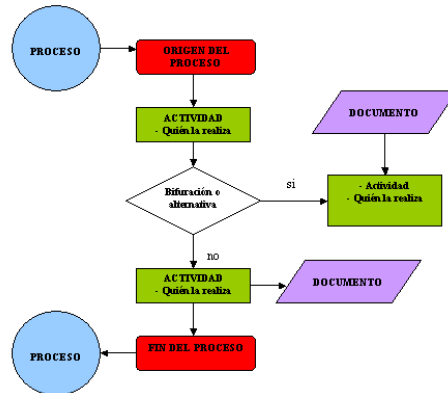 PROCESO
ORIGEN DEL
PROCESO
ACTIVIDAD
- Quién la realiza
DOCUMENTO
Bifuración o
alternativa
si
- Actividad
- Quién la realiza
no
ACTIVIDAD
- Quién la realiza
DOCUMENTO
FIN DEL PROCESO
PROCESO